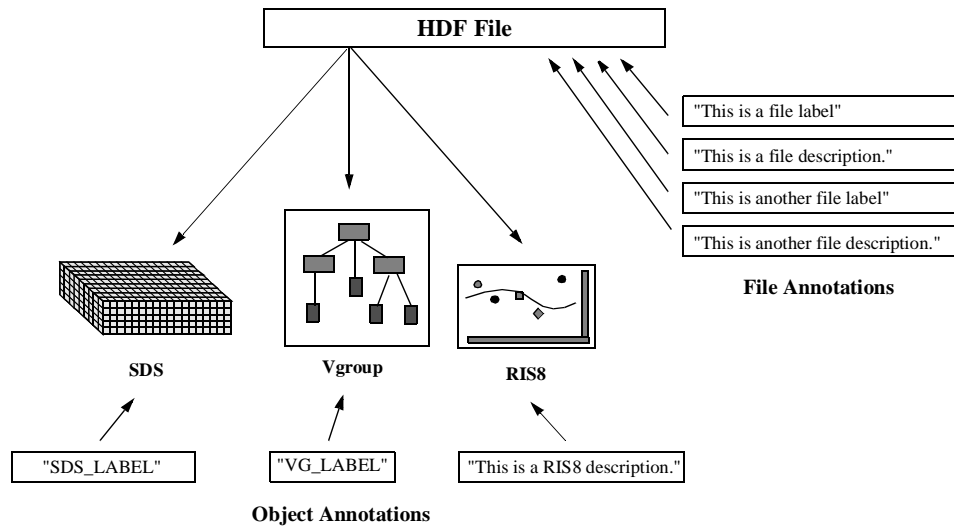 HDF File
"This is a file label"
"This is a file description."
"This is another file label"
"This is another file description."
File Annotations
SDS
Vgroup
RIS8
"SDS_LABEL"
"VG_LABEL"
"This is a RIS8 description."
Object Annotations